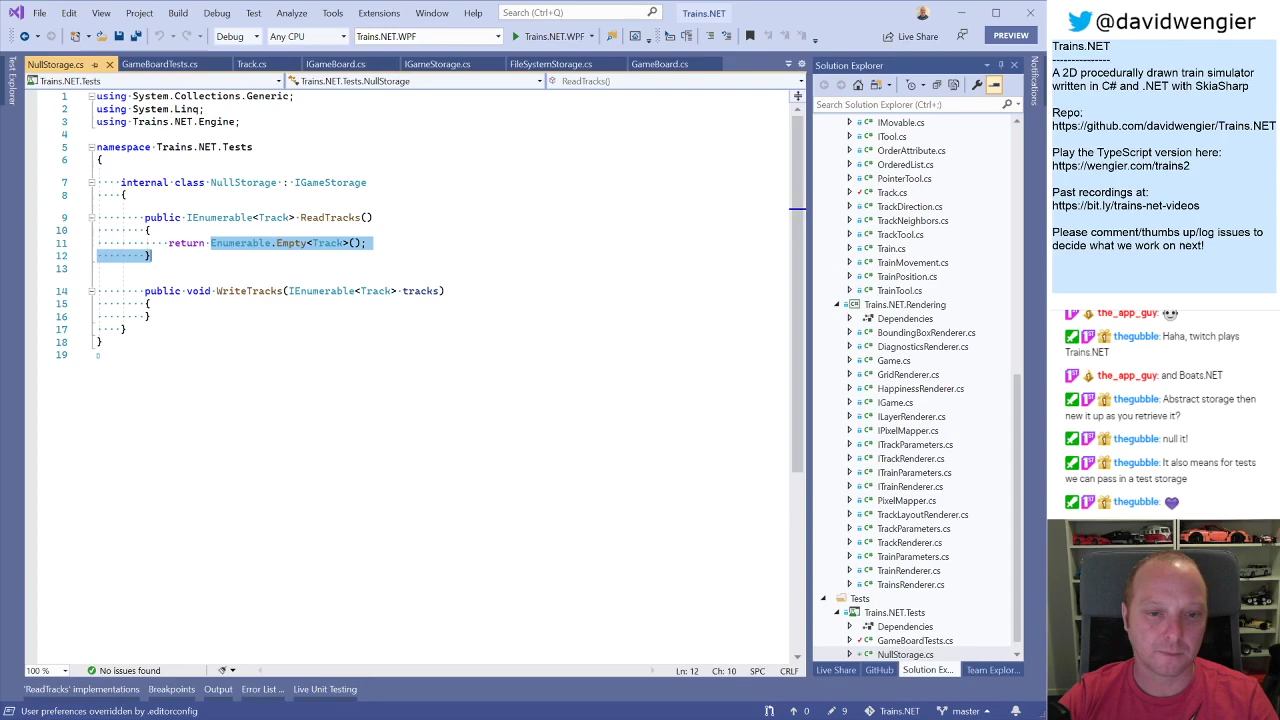 File Edit View Git Project Build Debug Test Analyze Tools Extensions Window Help Search (Ctrl+Q) Trains.NET
Debug Any CPU Trains.NET.WPF Trains.NET.WPF Live Share PREVIEW
NullStorage.cs GameBoardTests.cs Track.cs IGameBoard.cs IGameStorage.cs FileSystemStorage.cs GameBoard.cs
Trains.NET.Tests Trains.NET.Tests.NullStorage ReadTracks()
Test Explorer
1 using System.Collections.Generic;
2 using System.Linq;
3 using Trains.NET.Engine;
4
5 namespace Trains.NET.Tests
6 {
7 internal class NullStorage : IGameStorage
8 {
9 public IEnumerable<Track> ReadTracks()
10 {
11 return Enumerable.Empty<Track>();
12 }
13
14 public void WriteTracks(IEnumerable<Track> tracks)
15 {
16 }
17 }
18 }
19
100 % No issues found Ln: 12 Ch: 10 SPC CRLF
'ReadTracks' implementations Breakpoints Output Error List ... Live Unit Testing
User preferences overridden by .editorconfig 0 9 Trains.NET master
Solution Explorer
Search Solution Explorer (Ctrl+;)
IMovable.cs
ITool.cs
OrderAttribute.cs
OrderedList.cs
PointerTool.cs
Track.cs
TrackDirection.cs
TrackNeighbors.cs
TrackTool.cs
Train.cs
TrainMovement.cs
TrainPosition.cs
TrainTool.cs
Trains.NET.Rendering
Dependencies
BoundingBoxRenderer.cs
DiagnosticsRenderer.cs
Game.cs
GridRenderer.cs
HappinessRenderer.cs
IGame.cs
ILayerRenderer.cs
IPixelMapper.cs
ITrackParameters.cs
ITrackRenderer.cs
ITrainParameters.cs
ITrainRenderer.cs
PixelMapper.cs
TrackLayoutRenderer.cs
TrackParameters.cs
TrackRenderer.cs
TrainParameters.cs
TrainRenderer.cs
TrainsRenderer.cs
Tests
Trains.NET.Tests
Dependencies
GameBoardTests.cs
NullStorage.cs
Live Share GitHub Solution Ex... Team Explor...
Notifications
@davidwengier
Trains.NET
---------------
A 2D procedurally drawn train simulator
written in C# and .NET with SkiaSharp
Repo:
https://github.com/davidwengier/Trains.NET
Play the TypeScript version here:
https://wengier.com/trains2
Past recordings at:
https://bit.ly/trains-net-videos
Please comment/thumbs up/log issues to
decide what we work on next!
the_app_guy:
thegubble: Haha, twitch plays
Trains.NET
the_app_guy: and Boats.NET
thegubble: Abstract storage then
new it up as you retrieve it?
thegubble: null it!
thegubble: It also means for tests
we can pass in a test storage
thegubble: